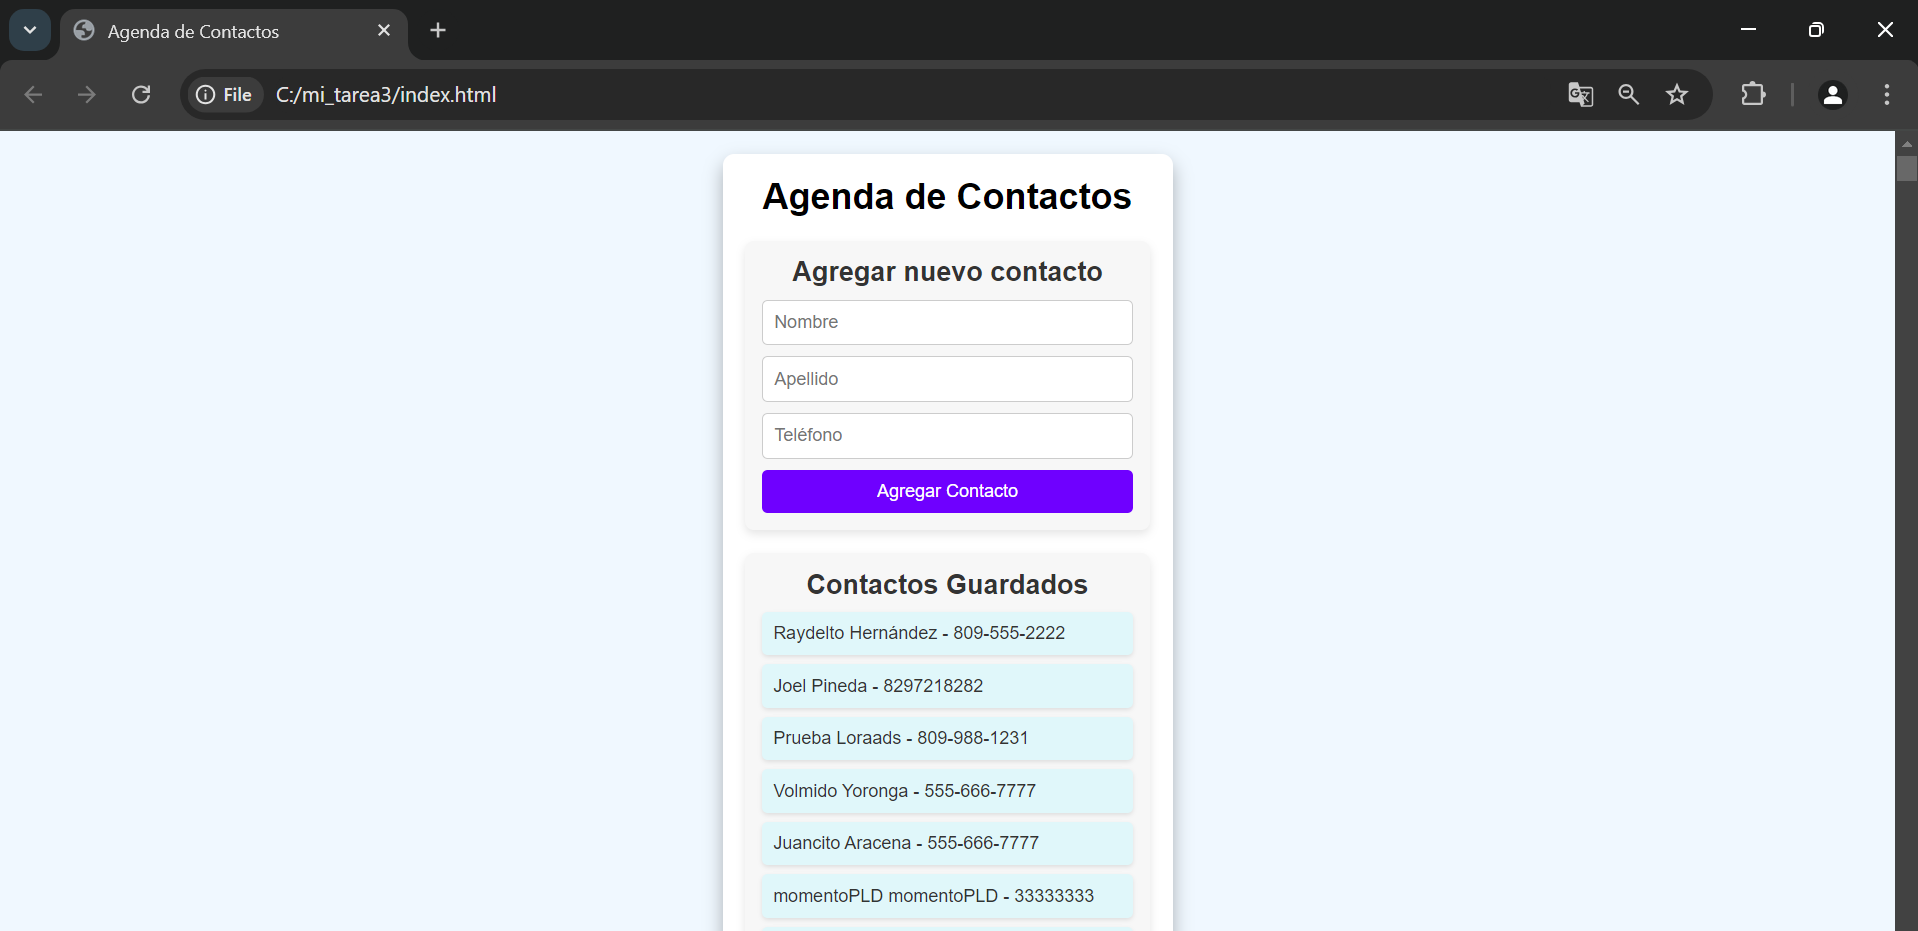 Agenda de Contactos
File C:/mi_tarea3/index.html
Agenda de Contactos
Agregar nuevo contacto
Nombre
Apellido
Teléfono
Agregar Contacto
Contactos Guardados
Raydelto Hernández - 809-555-2222
Joel Pineda - 8297218282
Prueba Loraads - 809-988-1231
Volmido Yoronga - 555-666-7777
Juancito Aracena - 555-666-7777
momentoPLD momentoPLD - 33333333